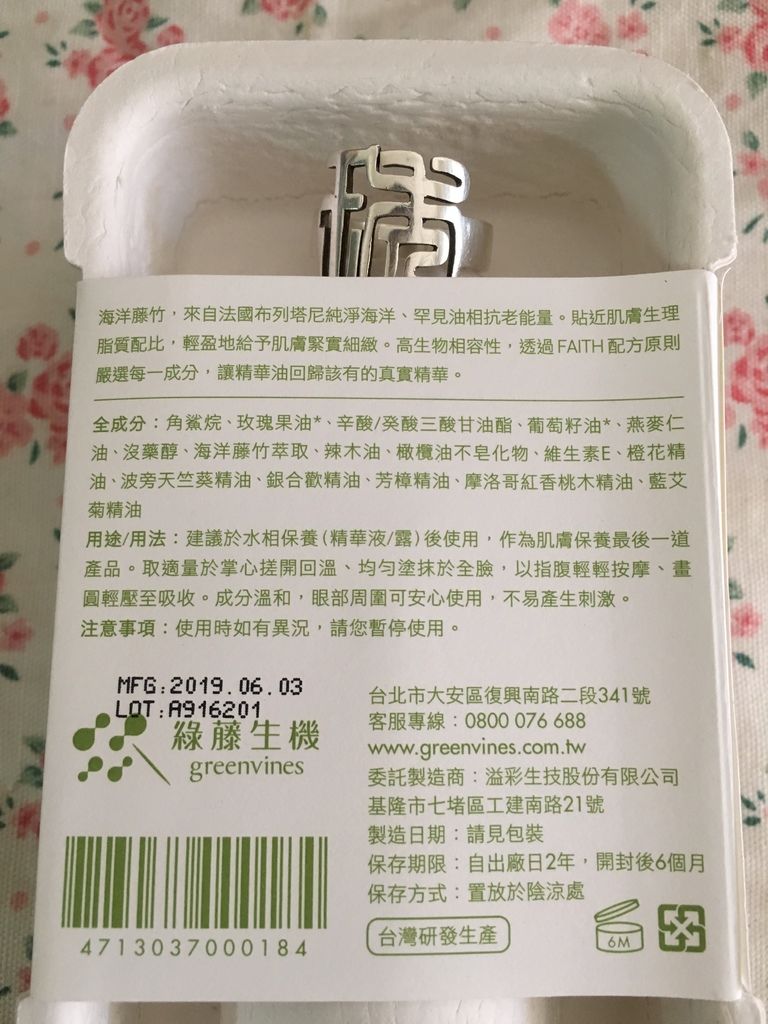 海洋藤竹，來自法國布列塔尼純淨海洋、罕見油相抗老能量。貼近肌膚生理
脂質配比，輕盈地給予肌膚緊實細緻。高生物相容性，透過 FAITH 配方原則
嚴選每一成分，讓精華油回歸該有的真實精華。
全成分：角鯊烷、玫瑰果油*、辛酸/癸酸三酸甘油酯、葡萄籽油*、燕麥仁
油、沒藥醇、海洋藤竹萃取、辣木油、橄欖油不皂化物、維生素E、橙花精
油、波旁天竺葵精油、銀合歡精油、芳樟精油、摩洛哥紅香桃木精油、藍艾
菊精油
用途/用法：建議於水相保養（精華液/露）後使用，作為肌膚保養最後一道
產品。取適量於掌心搓開回溫、均勻塗抹於全臉，以指腹輕輕按摩、畫
圓輕壓至吸收。成分溫和，眼部周圍可安心使用，不易產生刺激。
注意事項：使用時如有異況，請您暫停使用。
MFG:2019.06.03
LOT:A916201
綠藤生機
greenvines
4713037000184
台北市大安區復興南路二段341號
客服專線：0800 076 688
www.greenvines.com.tw
委託製造商：溢彩生技股份有限公司
基隆市七堵區工建南路21號
製造日期：請見包裝
保存期限：自出廠日2年，開封後6個月
保存方式：置放於陰涼處
台灣研發生產
6M